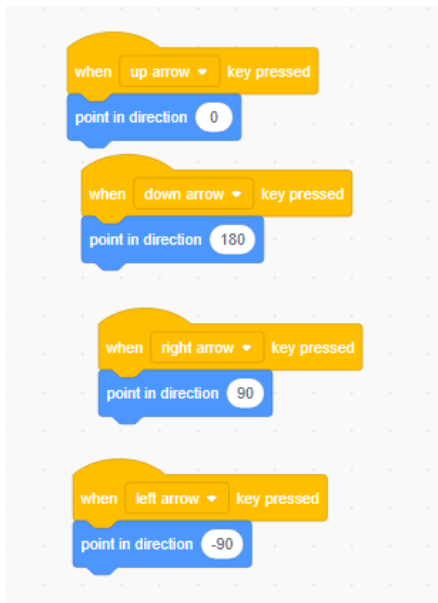 when up arrow key pressed
point in direction 0
when down arrow key pressed
point in direction 180
when right arrow key pressed
point in direction 90
when left arrow key pressed
point in direction -90